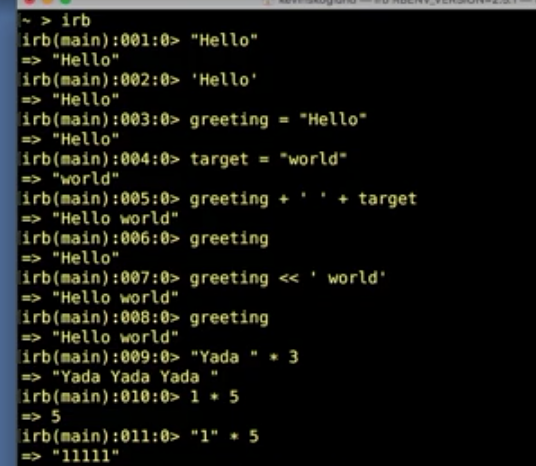 ~ > irb
irb(main):001:0> "Hello"
=> "Hello"
irb(main):002:0> 'Hello'
=> "Hello"
irb(main):003:0> greeting = "Hello"
=> "Hello"
irb(main):004:0> target = "world"
=> "world"
irb(main):005:0> greeting + ' ' + target
=> "Hello world"
irb(main):006:0> greeting
=> "Hello"
irb(main):007:0> greeting << ' world'
=> "Hello world"
irb(main):008:0> greeting
=> "Hello world"
irb(main):009:0> "Yada " * 3
=> "Yada Yada Yada "
irb(main):010:0> 1 * 5
=> 5
irb(main):011:0> "1" * 5
=> "11111"